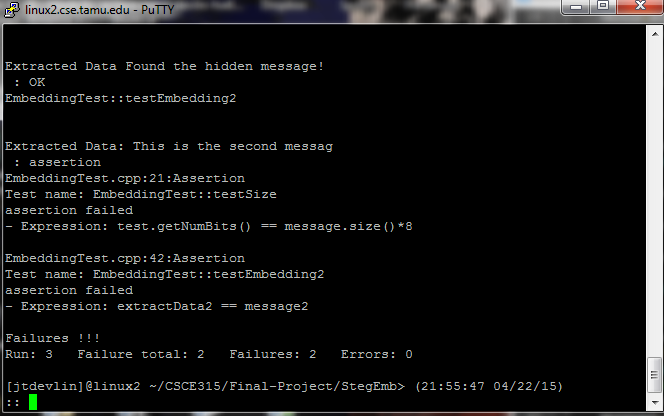 linux2.cse.tamu.edu - PuTTY
Extracted Data Found the hidden message!
 : OK
EmbeddingTest::testEmbedding2
Extracted Data: This is the second messag
 : assertion
EmbeddingTest.cpp:21:Assertion
Test name: EmbeddingTest::testSize
assertion failed
- Expression: test.getNumBits() == message.size()*8
EmbeddingTest.cpp:42:Assertion
Test name: EmbeddingTest::testEmbedding2
assertion failed
- Expression: extractData2 == message2
Failures !!!
Run: 3   Failure total: 2   Failures: 2   Errors: 0
[jtdevlin]@linux2 ~/CSCE315/Final-Project/StegEmb> (21:55:47 04/22/15)
::